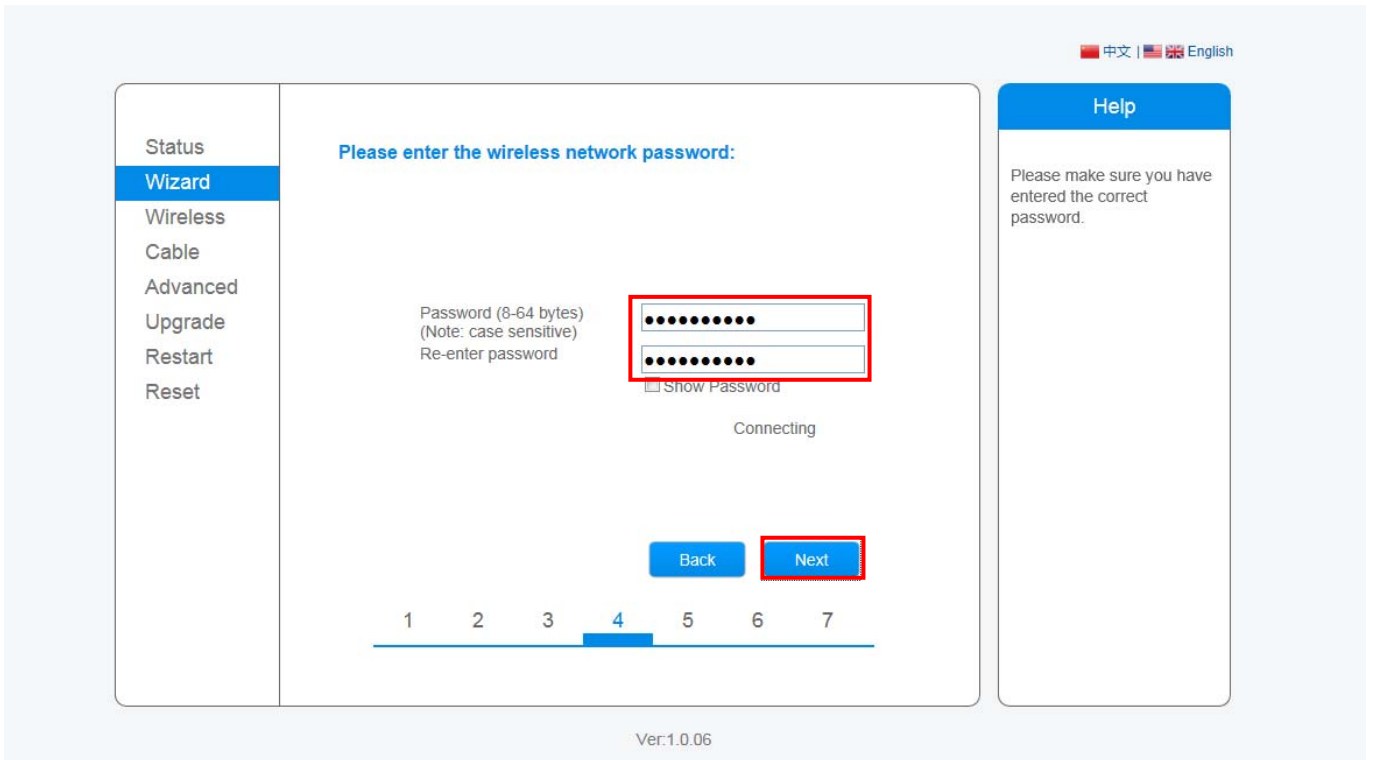 中文 | English
Help
Status
Wizard
Wireless
Cable
Advanced
Upgrade
Restart
Reset
Please enter the wireless network password:
Password (8-64 bytes)
(Note: case sensitive)
●●●●●●●●●●
Re-enter password
●●●●●●●●●●
Show Password
Connecting
Back
Next
1 2 3 4 5 6 7
Please make sure you have
entered the correct
password.
Ver:1.0.06